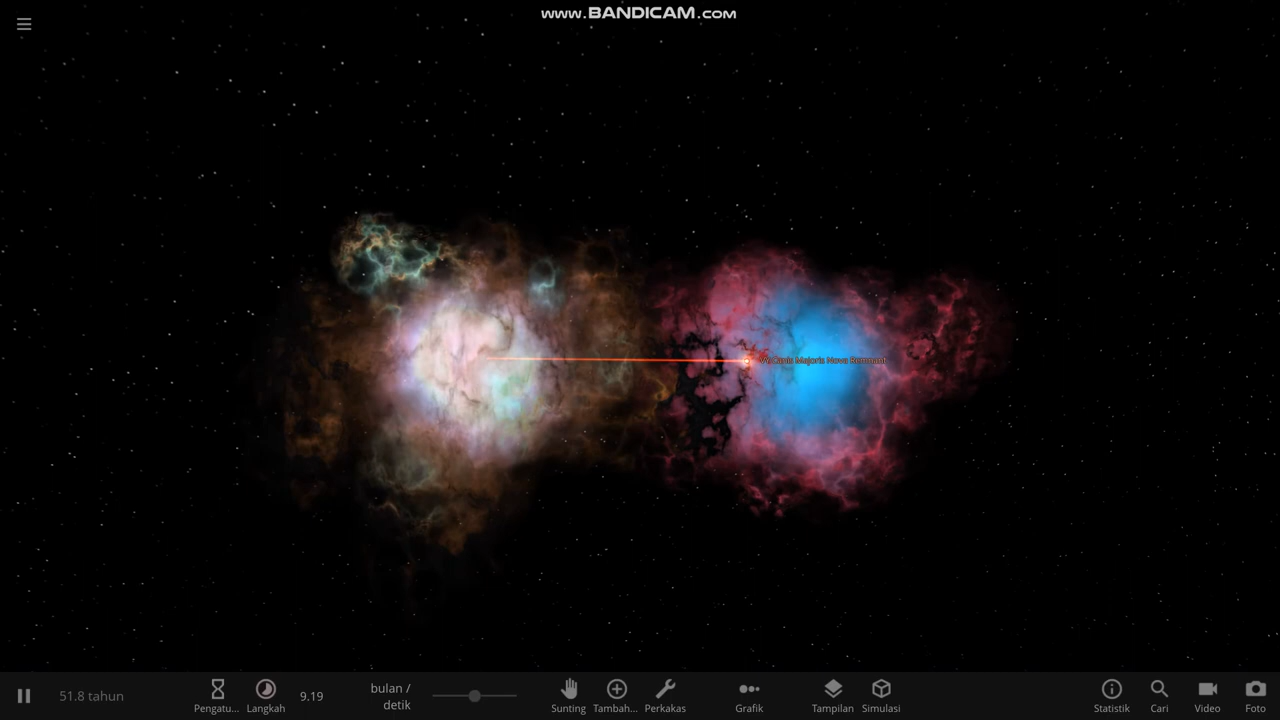 www.BANDICAM.com
VY Canis Majoris Nova Remnant
51.8 tahun
Pengatu...
Langkah
9.19
bulan /
detik
Sunting
Tambah...
Perkakas
Grafik
Tampilan
Simulasi
Statistik
Cari
Video
Foto